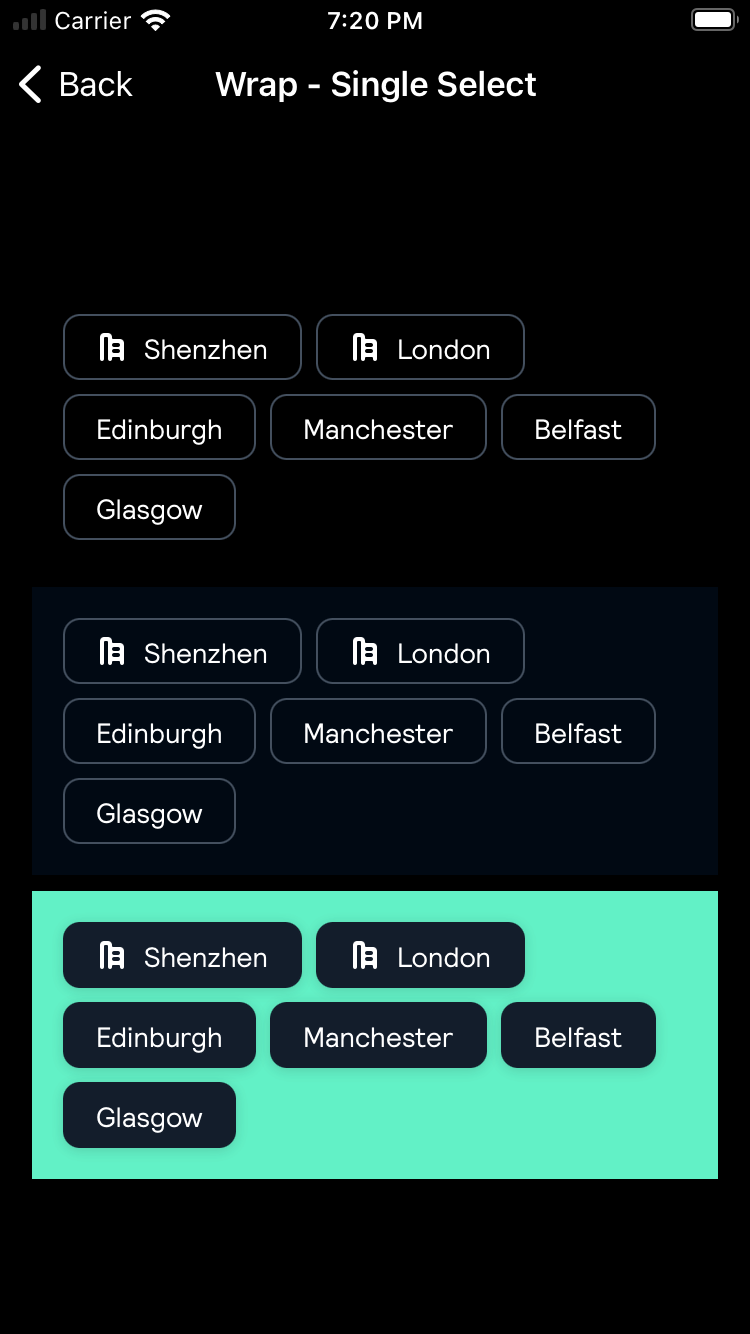 Carrier 7:20 PM
Back Wrap - Single Select
Shenzhen London
Edinburgh Manchester Belfast
Glasgow
Shenzhen London
Edinburgh Manchester Belfast
Glasgow
Shenzhen London
Edinburgh Manchester Belfast
Glasgow